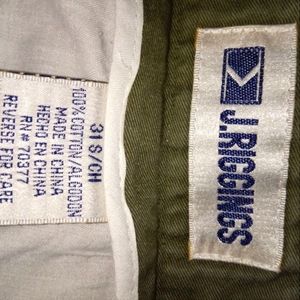 31 S/CH
100% COTTON/ALGODON
MADE IN CHINA
HECHO EN CHINA
RN# 70377
REVERSE FOR CARE
J.RIGGINGS